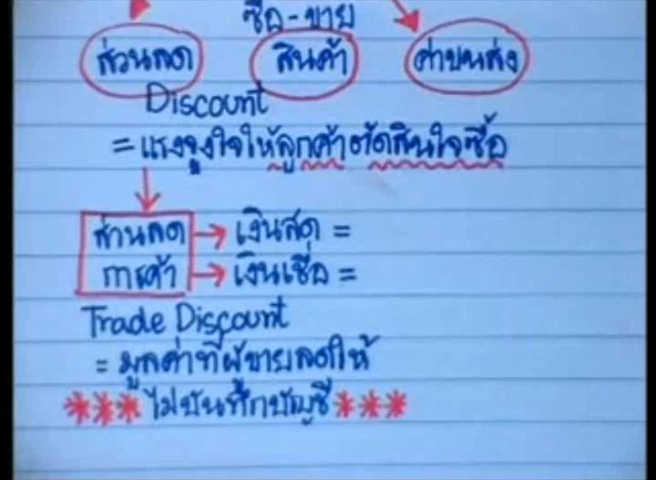 ซื้อ-ขาย
ส่วนลด สินค้า ค่าขนส่ง
Discount
= แรงจูงใจให้ลูกค้าตัดสินใจซื้อ
ส่วนลด → เงินสด =
การค้า → เงินเชื่อ =
Trade Discount
= มูลค่าที่ผู้ขายลดให้
*** ไม่บันทึกบัญชี ***